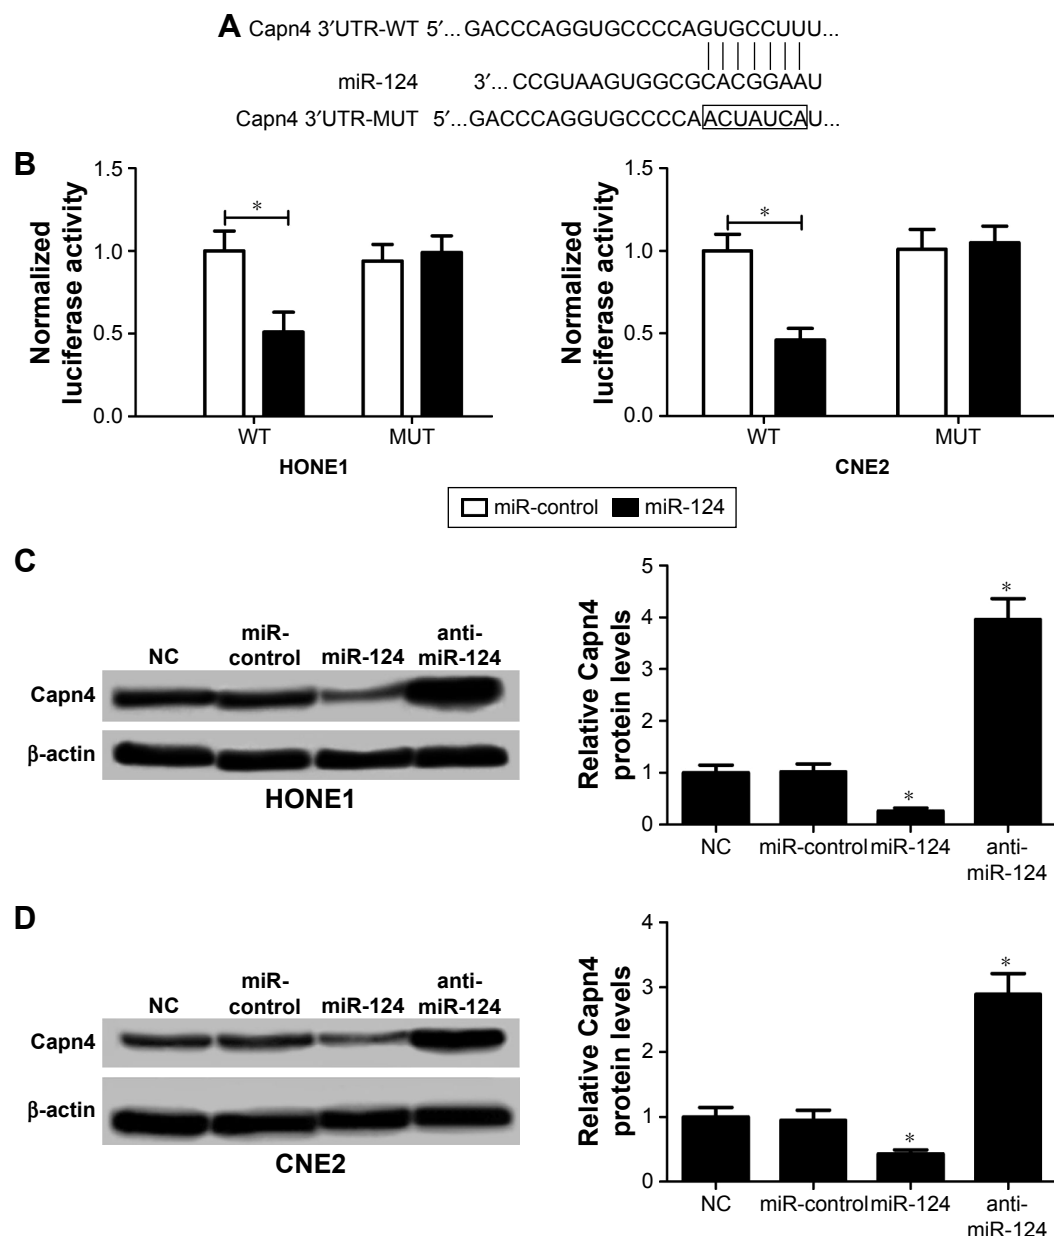 A
Capn4 3′UTR-WT 5′...GACCCAGGUGCCCCAGUGCCUUU...
miR-124 3′... CCGUAAGUGGCGCACGGAAU
Capn4 3′UTR-MUT 5′...GACCCAGGUGCCCCAACUAUCAU...
B
Normalized
luciferase activity
1.5
1.0
0.5
0.0
*
WT
MUT
HONE1
Normalized
luciferase activity
1.5
1.0
0.5
0.0
*
WT
MUT
CNE2
miR-control miR-124
C
NC
miR-
control
miR-124
anti-
miR-124
Capn4
β-actin
HONE1
Relative Capn4
protein levels
5
4
3
2
1
0
*
*
NC
miR-control
miR-124
anti-
miR-124
D
NC
miR-
control
miR-124
anti-
miR-124
Capn4
β-actin
CNE2
Relative Capn4
protein levels
4
3
2
1
0
*
*
NC
miR-control
miR-124
anti-
miR-124